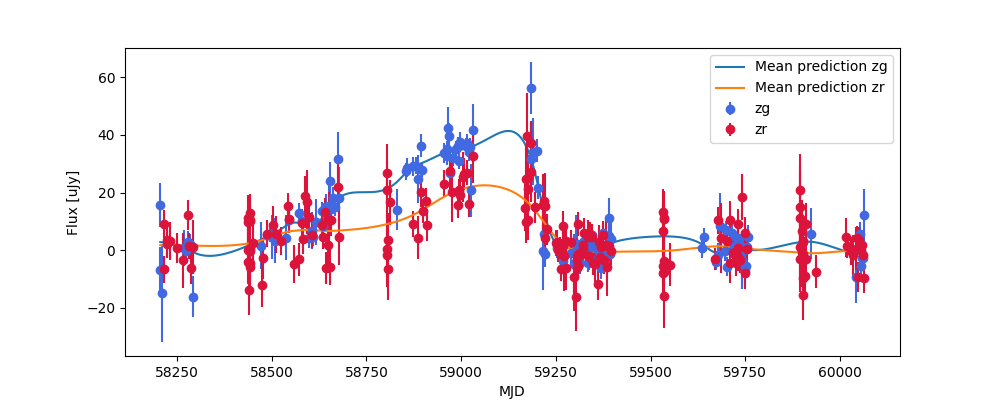 Mean prediction zg
Mean prediction zr
zg
zr
60
40
20
0
−20
Flux [uJy]
58250 58500 58750 59000 59250 59500 59750 60000
MJD